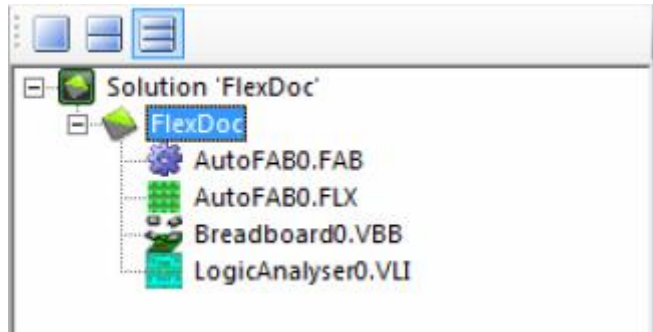 Solution 'FlexDoc'
FlexDoc
AutoFAB0.FAB
AutoFAB0.FLX
Breadboard0.VBB
LogicAnalyser0.VLI